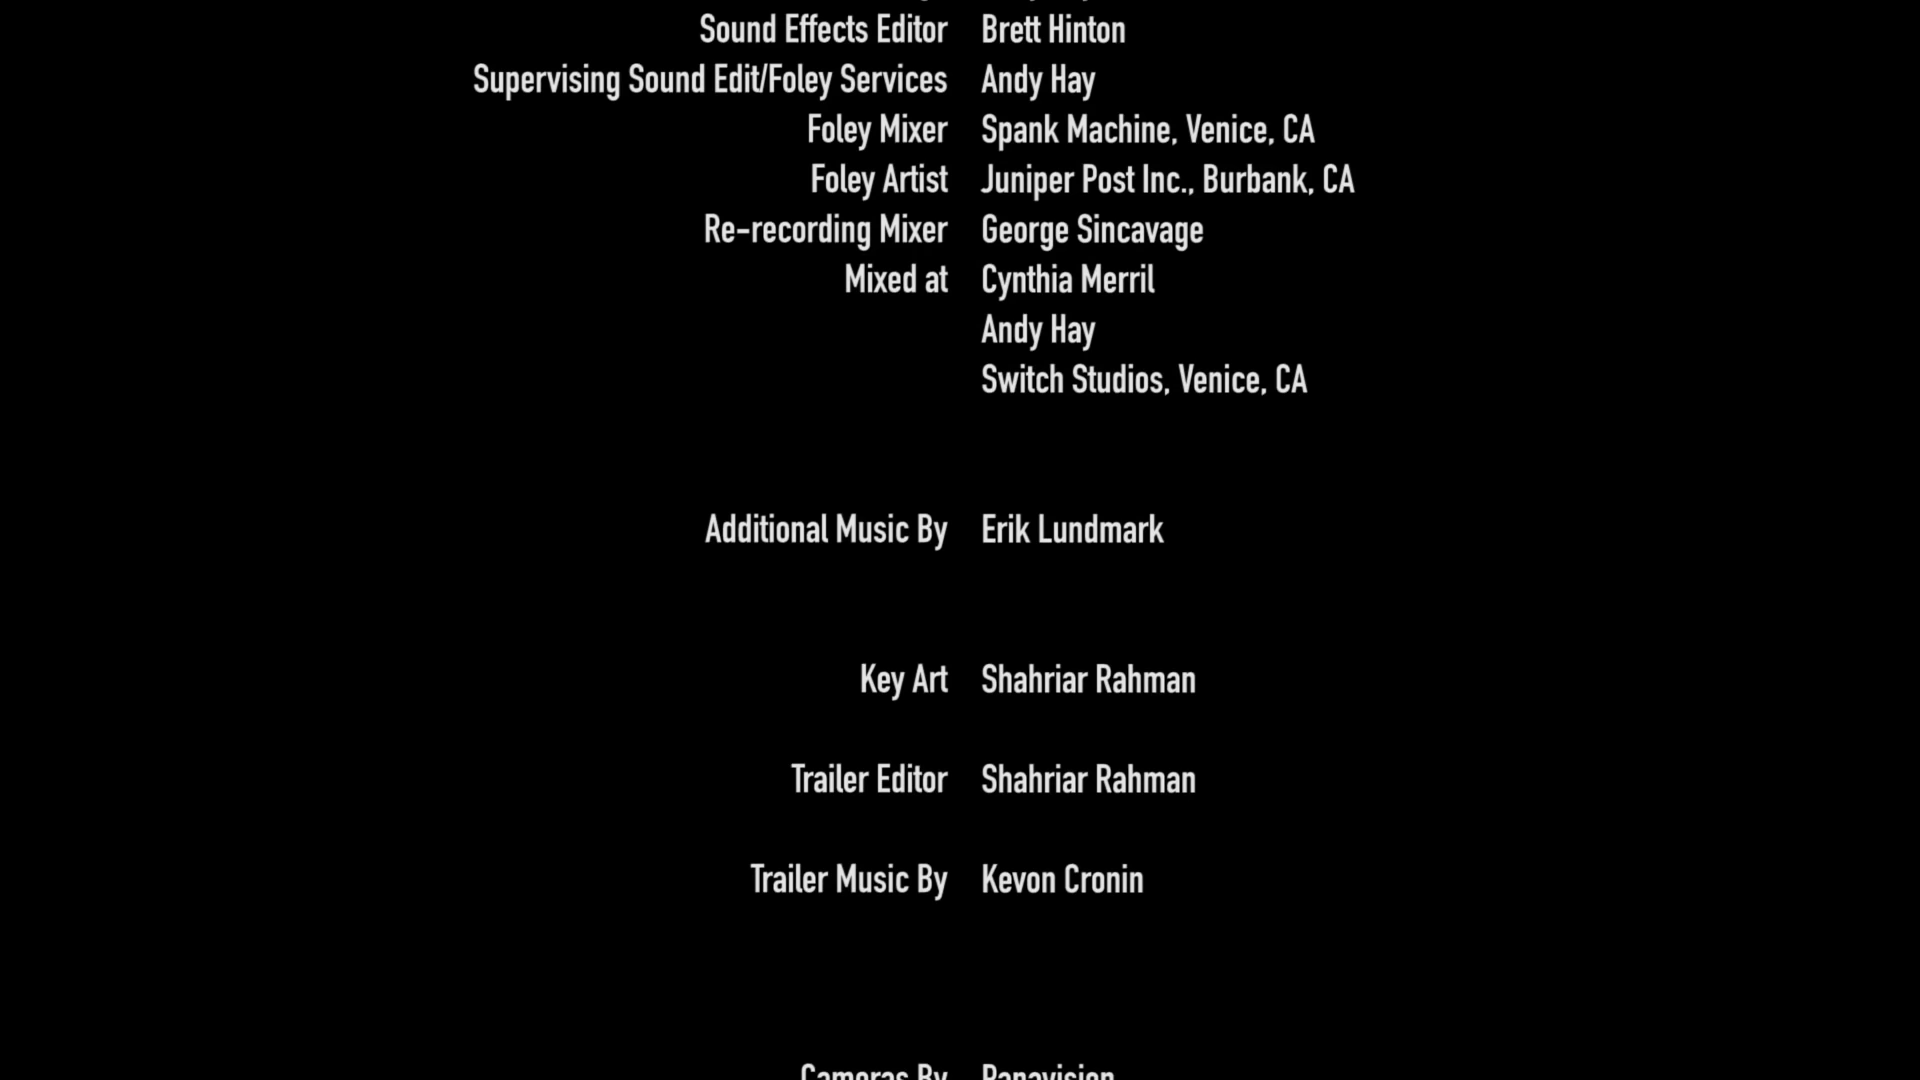 Sound Effects Editor Brett Hinton
Supervising Sound Edit/Foley Services Andy Hay
Foley Mixer Spank Machine, Venice, CA
Foley Artist Juniper Post Inc., Burbank, CA
Re-recording Mixer George Sincavage
Mixed at Cynthia Merril
Andy Hay
Switch Studios, Venice, CA
Additional Music By Erik Lundmark
Key Art Shahriar Rahman
Trailer Editor Shahriar Rahman
Trailer Music By Kevon Cronin
Cameras By Panavision